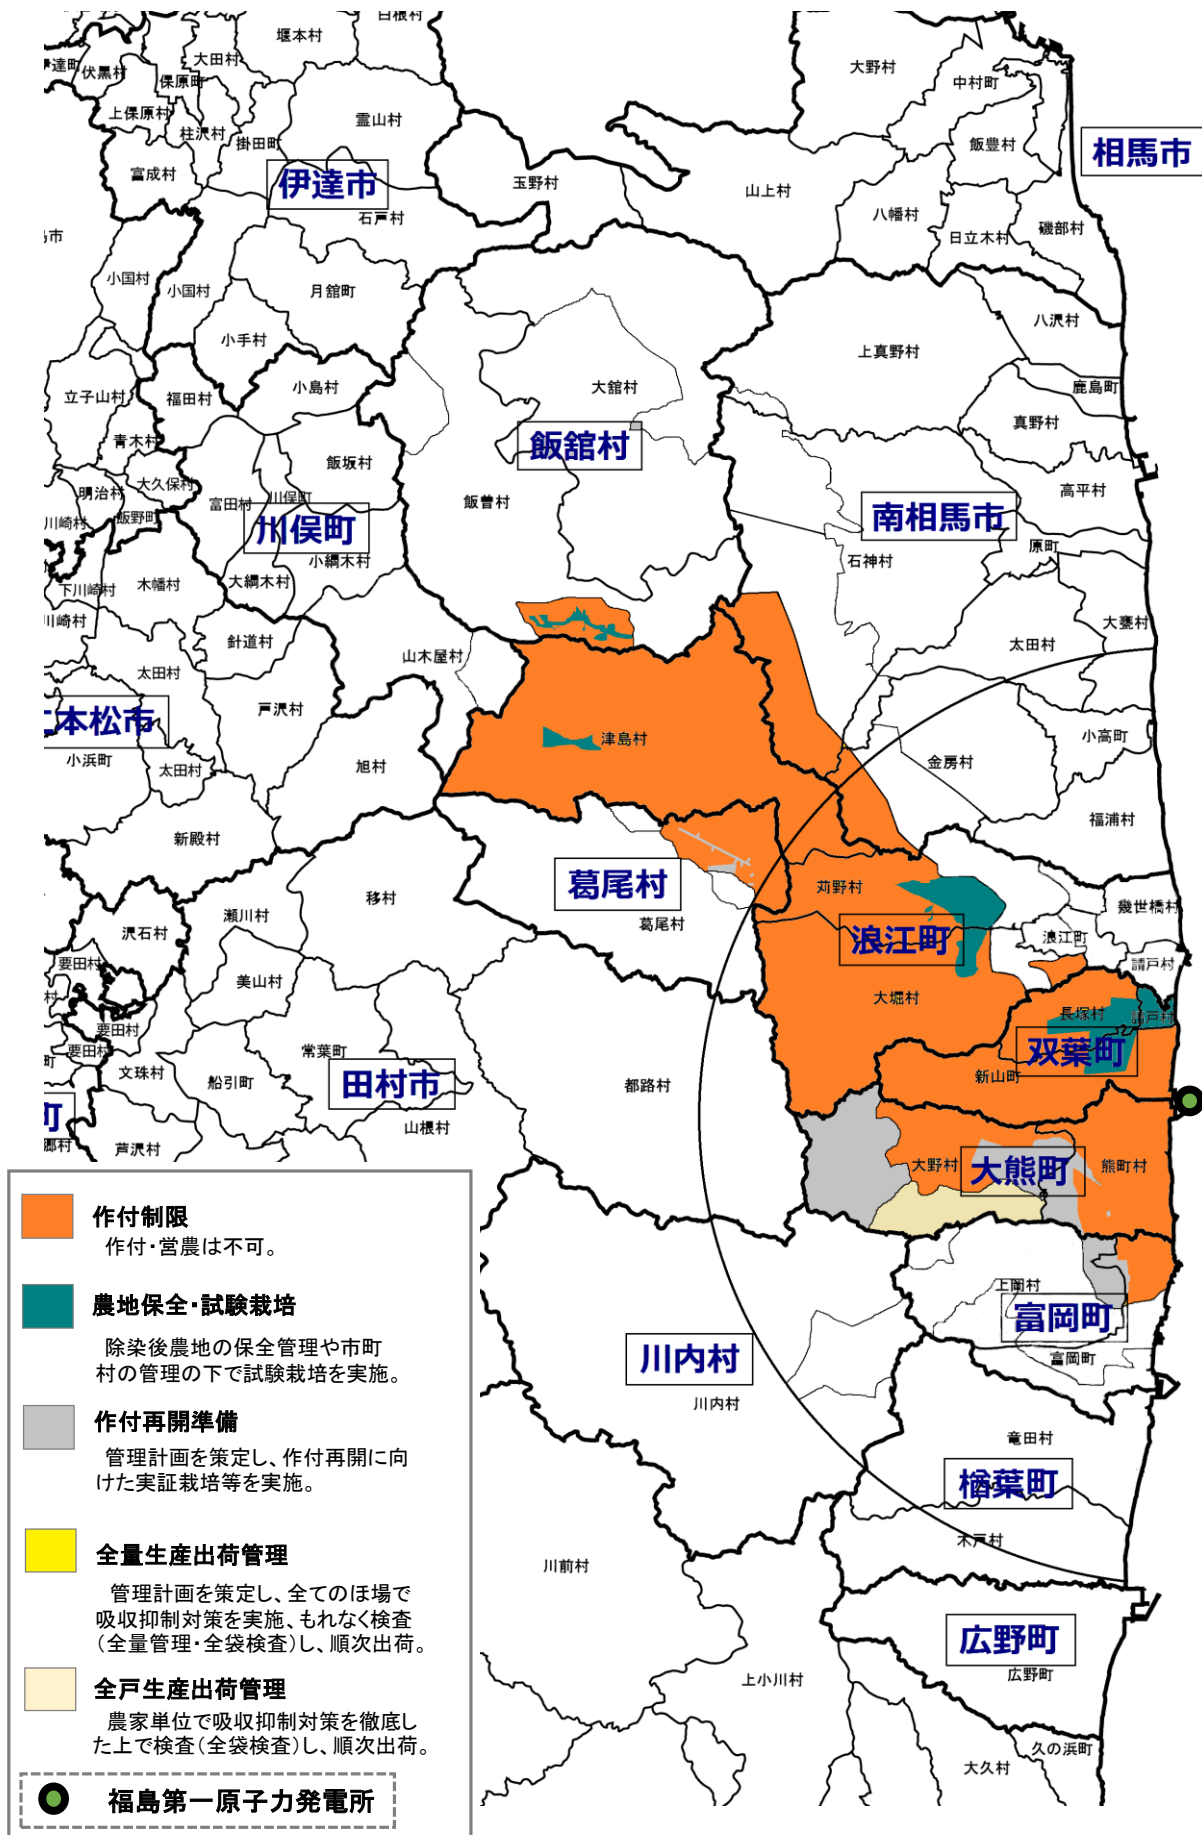 白根村
堰本村
大田村
伊達町
伏黒村
保原町
大野村
中村町
上保原村
柱沢村
掛田町
霊山村
飯豊村
相馬市
富成村
伊達市
玉野村
山上村
石戸村
八幡村
日立木村
磯部村
島市
小国村
小国村
月舘町
八沢村
小手村
上真野村
小島村
大舘村
鹿島町
立子山村
福田村
真野村
青木村
飯舘村
飯坂村
大久保村
明治村
富田村
川俣町
飯曽村
高平村
川崎村
飯野町
川俣町
南相馬市
原町
石神村
小綱木村
下川崎村
木幡村
大綱木村
川崎村
針道村
大甕村
太田村
山木屋村
太田村
戸沢村
二本松市
津島村
小高町
小浜町
太田村
旭村
金房村
福浦村
新殿村
葛尾村
苅野村
移村
瀬川村
葛尾村
幾世橋村
沢石村
浪江町
浪江町
要田村
請戸村
美山村
村
大堀村
長塚村
請戸村
要田村
常葉町
双葉町
要田村
町
文珠村
船引町
田村市
都路村
新山町
町
山根村
郷村
芦沢村
大野村
大熊町
熊町村
作付制限
作付・営農は不可。
上岡村
農地保全・試験栽培
富岡町
除染後農地の保全管理や市町
村の管理の下で試験栽培を実施。
川内村
富岡町
川内村
作付再開準備
管理計画を策定し、作付再開に向
けた実証栽培等を実施。
竜田村
楢葉町
木戸村
全量生産出荷管理
川前村
管理計画を策定し、全てのほ場で
吸収抑制対策を実施、もれなく検査
（全量管理・全袋検査）し、順次出荷。
広野町
広野町
全戸生産出荷管理
上小川村
農家単位で吸収抑制対策を徹底し
た上で検査（全袋検査）し、順次出荷。
久の浜町
大久村
福島第一原子力発電所